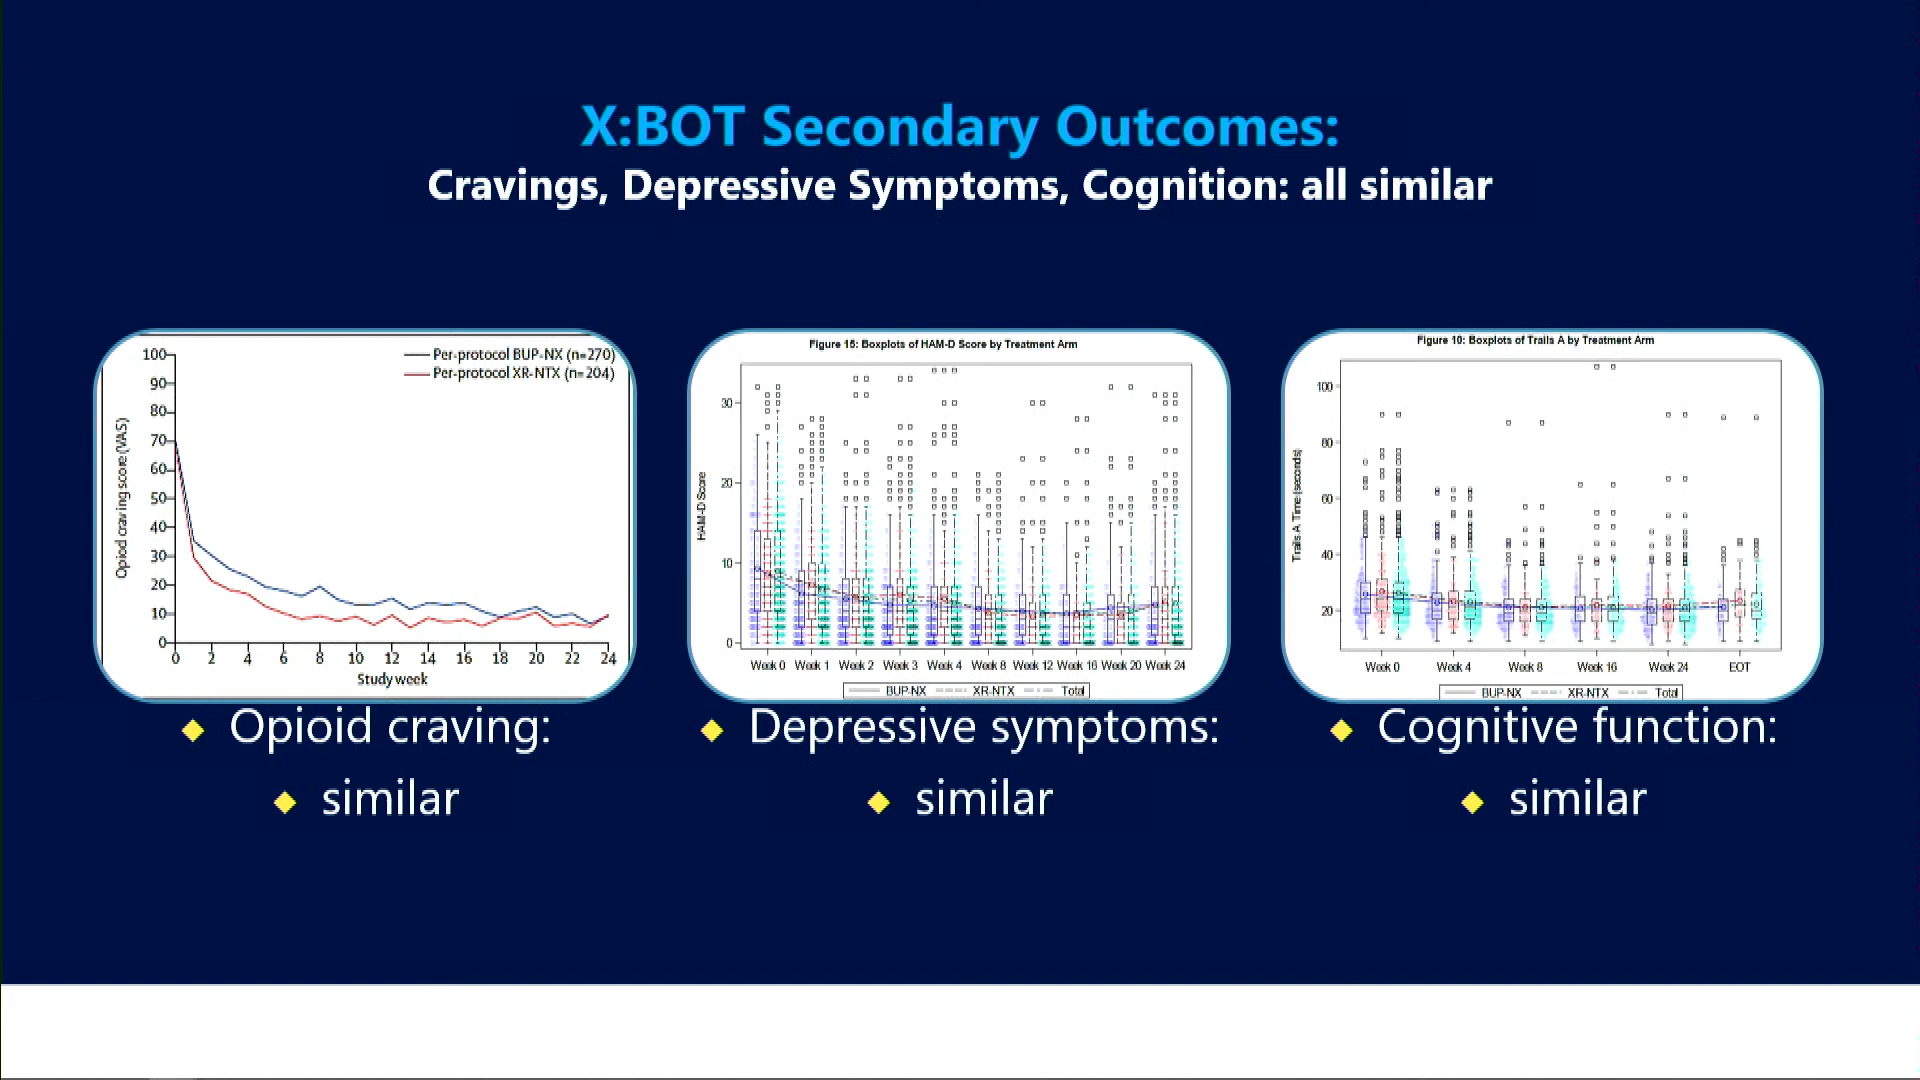 X:BOT Secondary Outcomes:
Cravings, Depressive Symptoms, Cognition: all similar
100
90
80
70
60
50
40
30
20
10
0
Opioid craving score (VAS)
Per-protocol BUP-NX (n=270)
Per-protocol XR-NTX (n=204)
0 2 4 6 8 10 12 14 16 18 20 22 24
Study week
Figure 15: Boxplots of HAM-D Score by Treatment Arm
30
20
10
0
HAM-D Score
Week 0 Week 1 Week 2 Week 3 Week 4 Week 8 Week 12 Week 16 Week 20 Week 24
BUP-NX XR-NTX Total
Figure 10: Boxplots of Trails A by Treatment Arm
100
80
60
40
20
Trails A Time (seconds)
Week 0 Week 4 Week 8 Week 16 Week 24 EOT
BUP-NX XR-NTX Total
Opioid craving:
similar
Depressive symptoms:
similar
Cognitive function:
similar